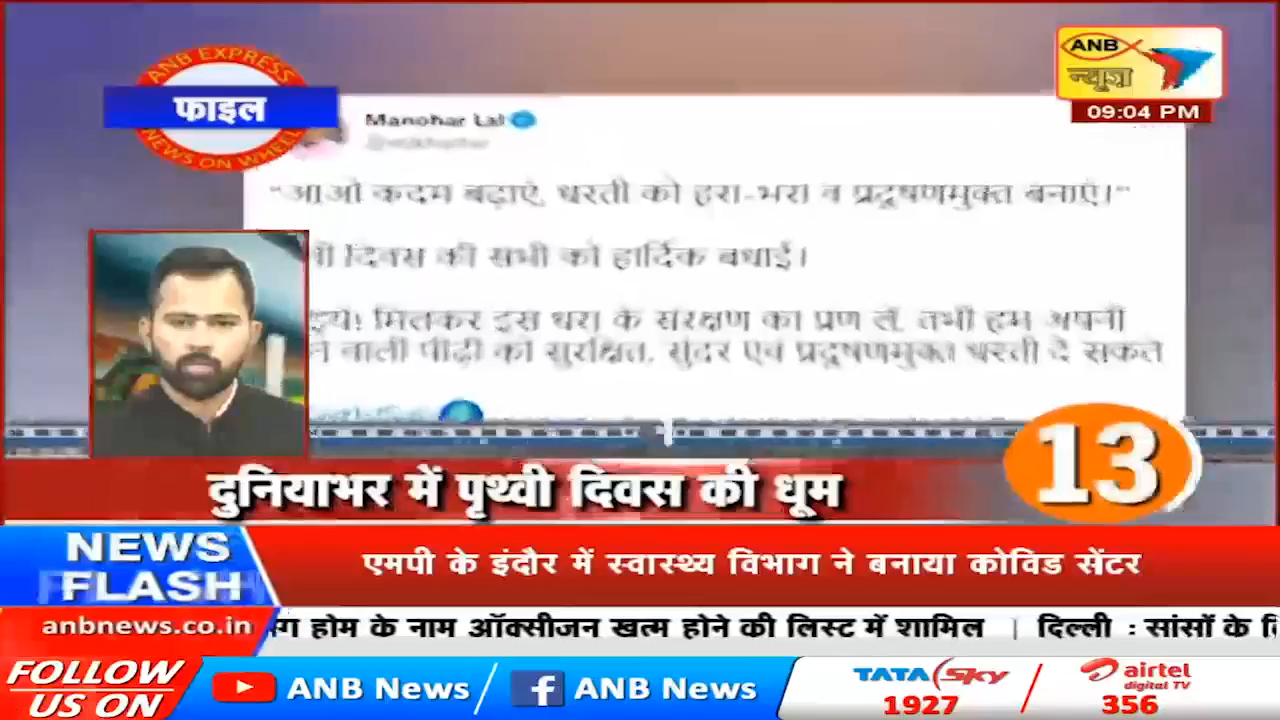 ANB EXPRESS
फाइल
NEWS ON WHEEL
ANB
न्यूज़
09:04 PM
Manohar Lal
"आओ कदम बढ़ाएं, धरती को हरा-भरा व प्रदूषणमुक्त बनाएं।"
दिवस की सभी को हार्दिक बधाई।
मिलकर इस धरा के संरक्षण का प्रण लें, तभी हम अपनी
वाली पीढ़ी को सुरक्षित, सुंदर एवं प्रदूषणमुक्त धरती दे सकते
13
दुनियाभर में पृथ्वी दिवस की धूम
NEWS FLASH
एमपी के इंदौर में स्वास्थ्य विभाग ने बनाया कोविड सेंटर
anbnews.co.in
होम के नाम ऑक्सीजन खत्म होने की लिस्ट में शामिल | दिल्ली : सांसों के
FOLLOW US ON
ANB News
ANB News
TATA Sky
1927
airtel
digital TV
356